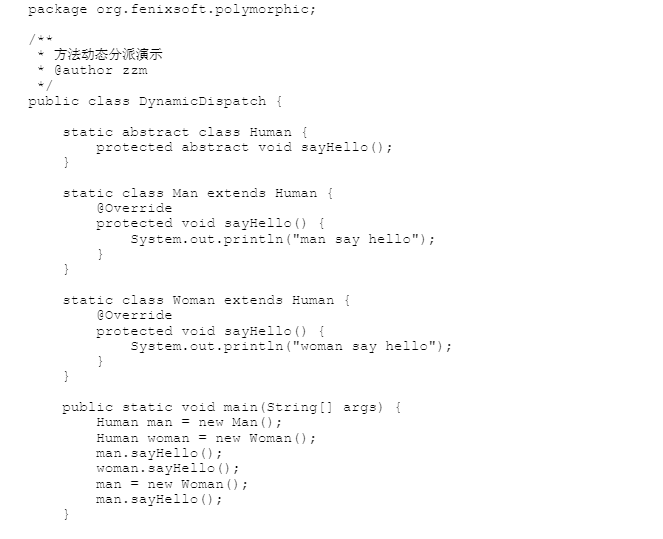 package org.fenixsoft.polymorphic;
/**
 * 方法动态分派演示
 * @author zzm
 */
public class DynamicDispatch {
    static abstract class Human {
        protected abstract void sayHello();
    }
    static class Man extends Human {
        @Override
        protected void sayHello() {
            System.out.println("man say hello");
        }
    }
    static class Woman extends Human {
        @Override
        protected void sayHello() {
            System.out.println("woman say hello");
        }
    }
    public static void main(String[] args) {
        Human man = new Man();
        Human woman = new Woman();
        man.sayHello();
        woman.sayHello();
        man = new Woman();
        man.sayHello();
    }